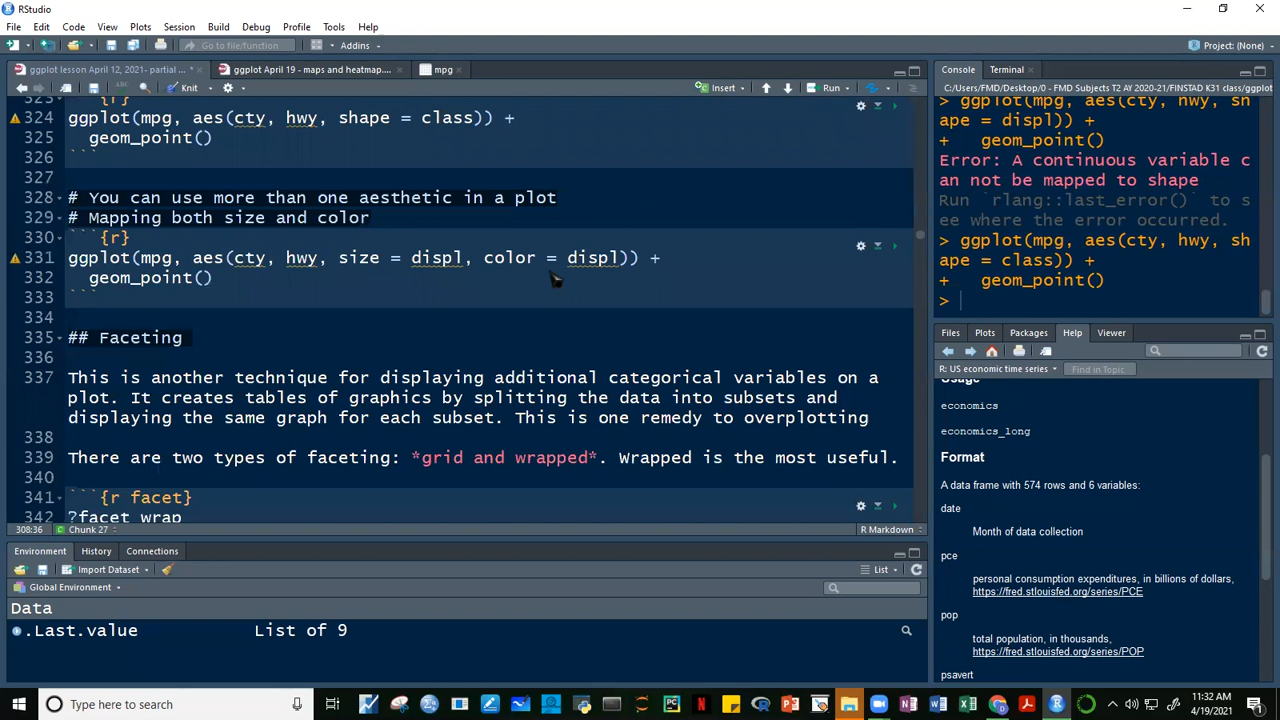 RStudio
File Edit Code View Plots Session Build Debug Profile Tools Help
Go to file/function Addins Project: (None)
ggplot lesson April 12, 2021- partial ... * ggplot April 19 - maps and heatmap.... mpg
Knit Insert Run
323 ```{r}
324 ggplot(mpg, aes(cty, hwy, shape = class)) +
325 geom_point()
326 ```
327
328 # You can use more than one aesthetic in a plot
329 # Mapping both size and color
330 ```{r}
331 ggplot(mpg, aes(cty, hwy, size = displ, color = displ)) +
332 geom_point()
333 ```
334
335 ## Faceting
336
337 This is another technique for displaying additional categorical variables on a
plot. It creates tables of graphics by splitting the data into subsets and
displaying the same graph for each subset. This is one remedy to overplotting
338
339 There are two types of faceting: *grid and wrapped*. Wrapped is the most useful.
340
341 ```{r facet}
342 ?facet_wrap
308:36 Chunk 27 R Markdown
Environment History Connections
Import Dataset List
Global Environment
Data
.Last.value List of 9
Console Terminal
C:/Users/FMD/Desktop/0 - FMD Subjects T2 AY 2020-21/FINSTAD K31 class/ggplot
> ggplot(mpg, aes(cty, hwy, sh
ape = displ)) +
+ geom_point()
Error: A continuous variable c
an not be mapped to shape
Run `rlang::last_error()` to s
ee where the error occurred.
> ggplot(mpg, aes(cty, hwy, sh
ape = class)) +
+ geom_point()
>
Files Plots Packages Help Viewer
R: US economic time series Find in Topic
Usage
economics
economics_long
Format
A data frame with 574 rows and 6 variables:
date
Month of data collection
pce
personal consumption expenditures, in billions of dollars,
https://fred.stlouisfed.org/series/PCE
pop
total population, in thousands,
https://fred.stlouisfed.org/series/POP
psavert
Type here to search
11:32 AM
4/19/2021